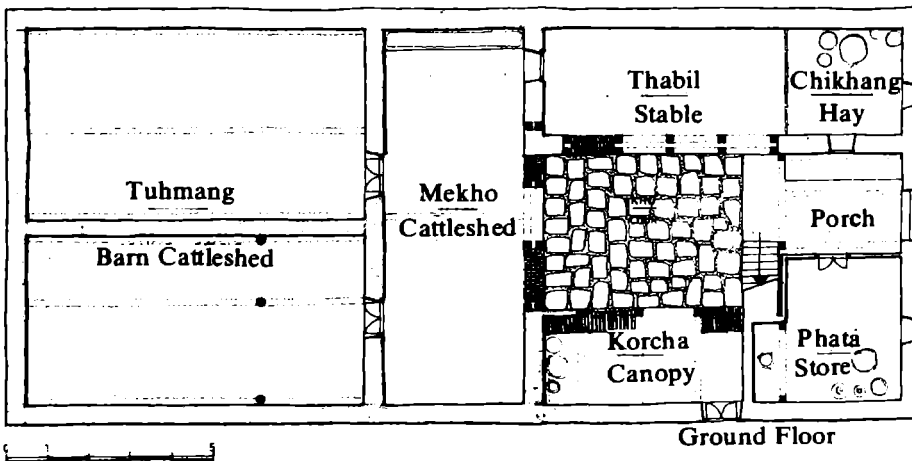 Thabil
Stable
Chikhang
Hay
Tuhmang
Mekho
Cattleshed
Porch
Barn Cattleshed
Korcha
Canopy
Phata
Store
Ground Floor
5